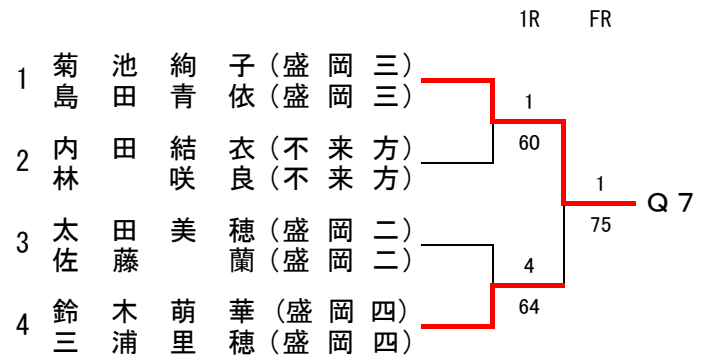 1R FR
1 菊池絢子(盛岡三)
島田青依(盛岡三)
1
60
2 内田結衣(不来方)
林咲良(不来方)
1
75
Q7
3 太田美穂(盛岡二)
佐藤蘭(盛岡二)
4
64
4 鈴木萌華(盛岡四)
三浦里穂(盛岡四)